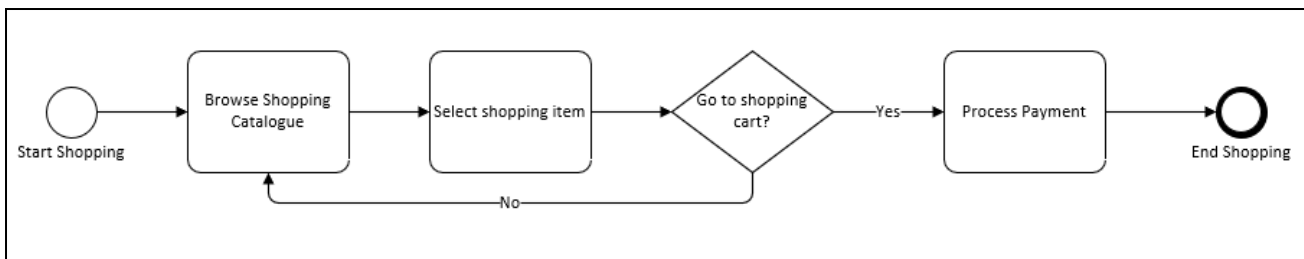 Start Shopping
Browse Shopping
Catalogue
Select shopping item
Go to shopping
cart?
Yes
Process Payment
End Shopping
No